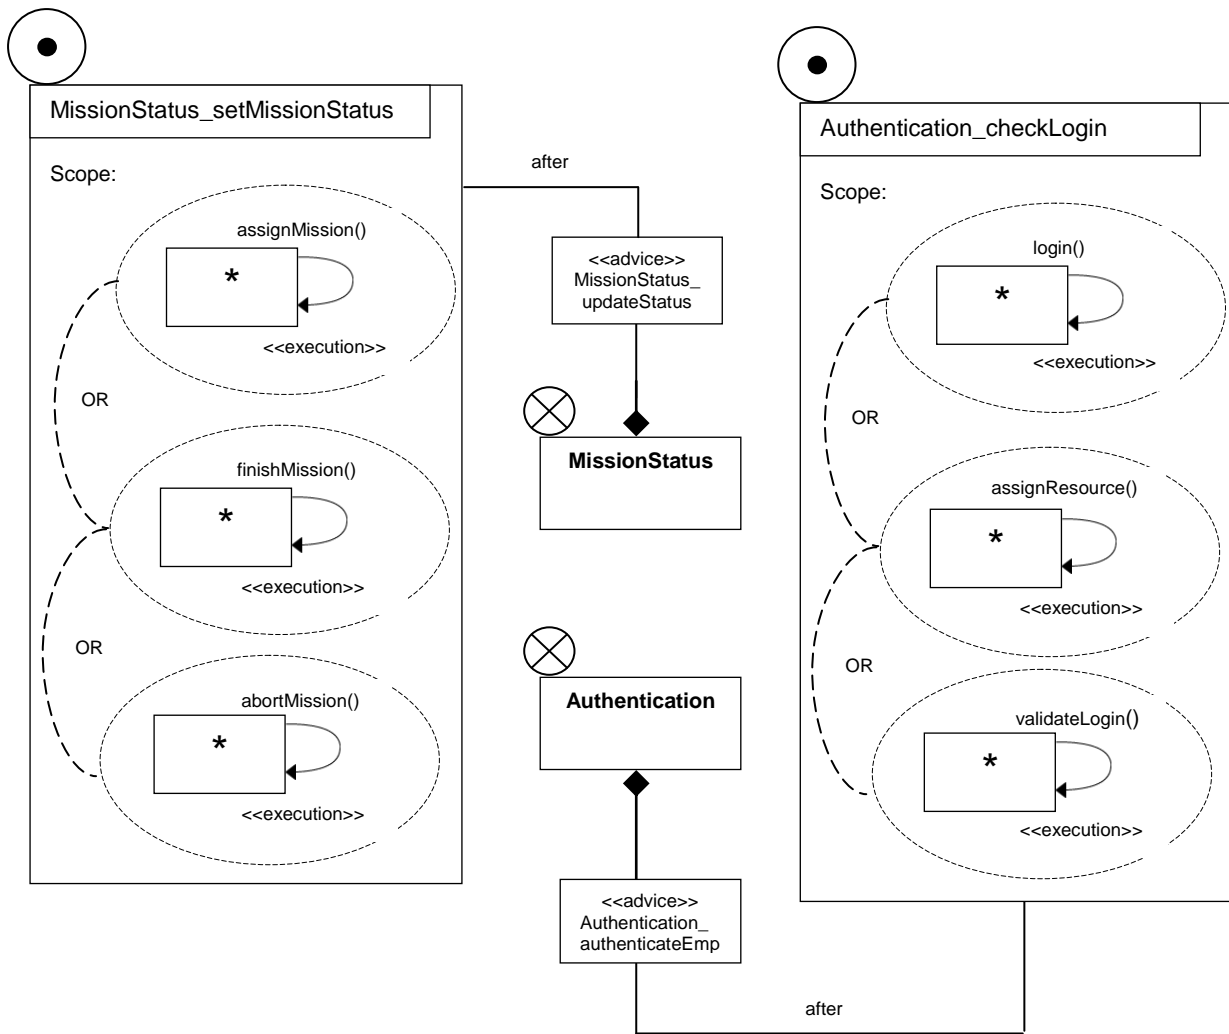 MissionStatus_setMissionStatus
Scope:
assignMission()
*
<<execution>>
OR
finishMission()
*
<<execution>>
OR
abortMission()
*
<<execution>>
after
<<advice>>
MissionStatus_
updateStatus
MissionStatus
Authentication
<<advice>>
Authentication_
authenticateEmp
after
Authentication_checkLogin
Scope:
login()
*
<<execution>>
OR
assignResource()
*
<<execution>>
OR
validateLogin()
*
<<execution>>